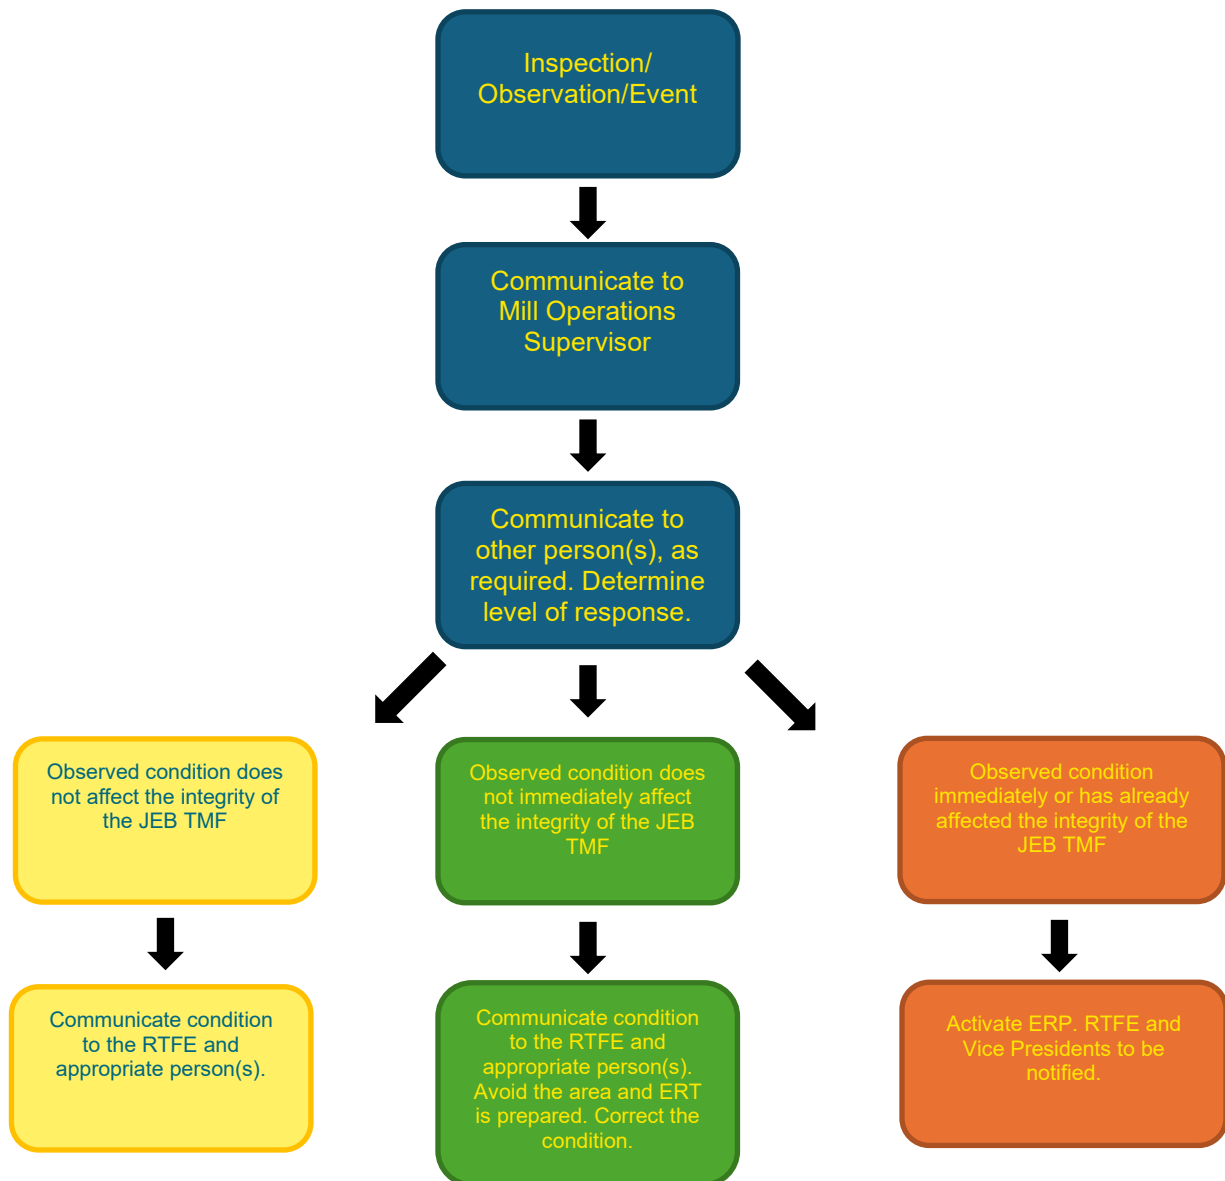 Inspection/
Observation/Event
Communicate to
Mill Operations
Supervisor
Communicate to
other person(s), as
required. Determine
level of response.
Observed condition does
not affect the integrity of
the JEB TMF
Observed condition does
not immediately affect
the integrity of the JEB
TMF
Observed condition
immediately or has already
affected the integrity of the
JEB TMF
Communicate condition
to the RTFE and
appropriate person(s).
Communicate condition
to the RTFE and
appropriate person(s).
Avoid the area and ERT
is prepared. Correct the
condition.
Activate ERP. RTFE and
Vice Presidents to be
notified.